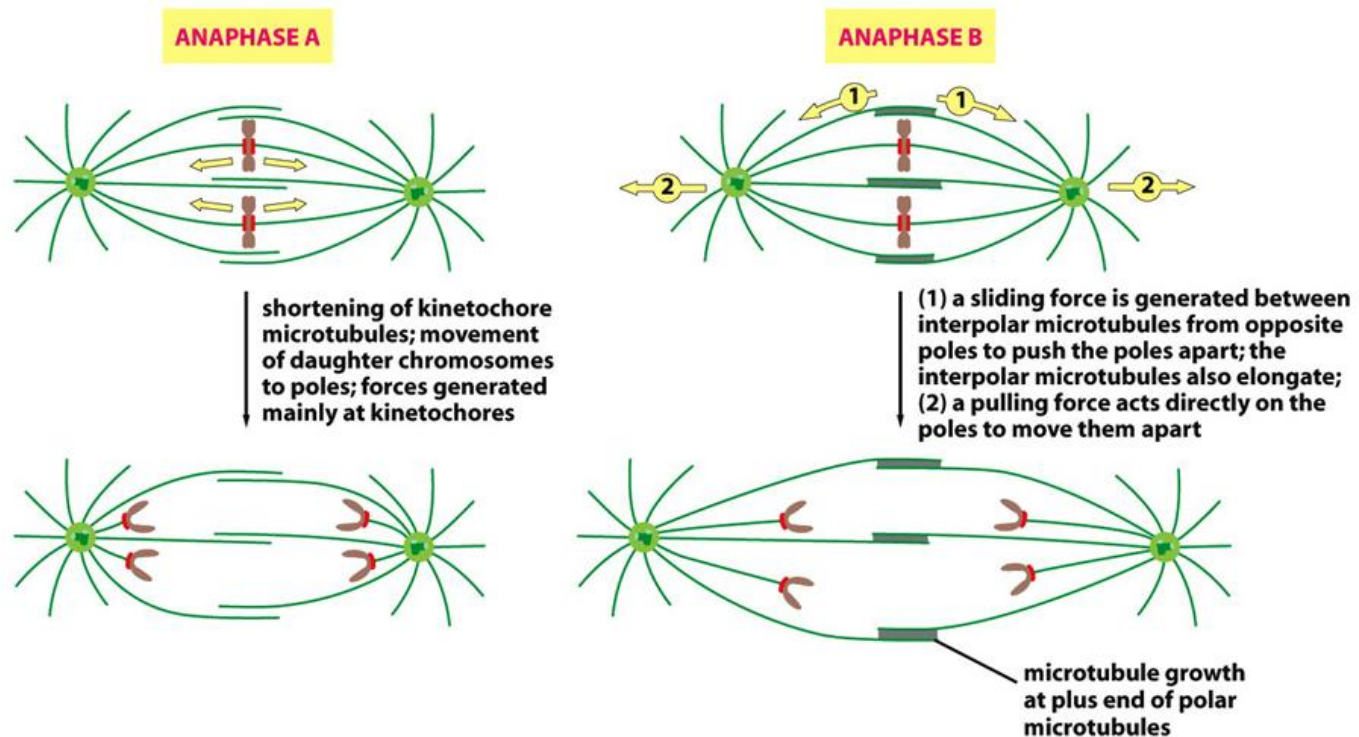 ANAPHASE A
shortening of kinetochore
microtubules; movement
of daughter chromosomes
to poles; forces generated
mainly at kinetochores
ANAPHASE B
1
1
2
2
(1) a sliding force is generated between
interpolar microtubules from opposite
poles to push the poles apart; the
interpolar microtubules also elongate;
(2) a pulling force acts directly on the
poles to move them apart
microtubule growth
at plus end of polar
microtubules